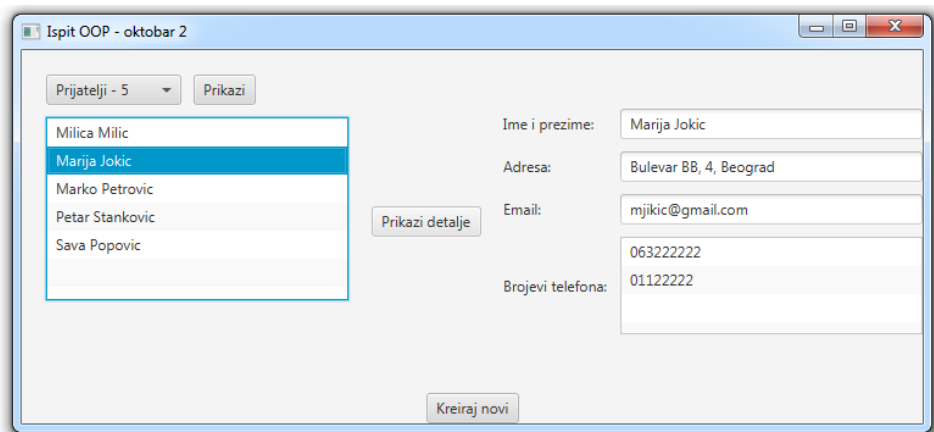 Ispit OOP - oktobar 2
Prijatelji - 5
Prikazi
Milica Milic
Marija Jokic
Marko Petrovic
Petar Stankovic
Sava Popovic
Prikazi detalje
Ime i prezime: Marija Jokic
Adresa: Bulevar BB, 4, Beograd
Email: mjikic@gmail.com
Brojevi telefona:
063222222
01122222
Kreiraj novi